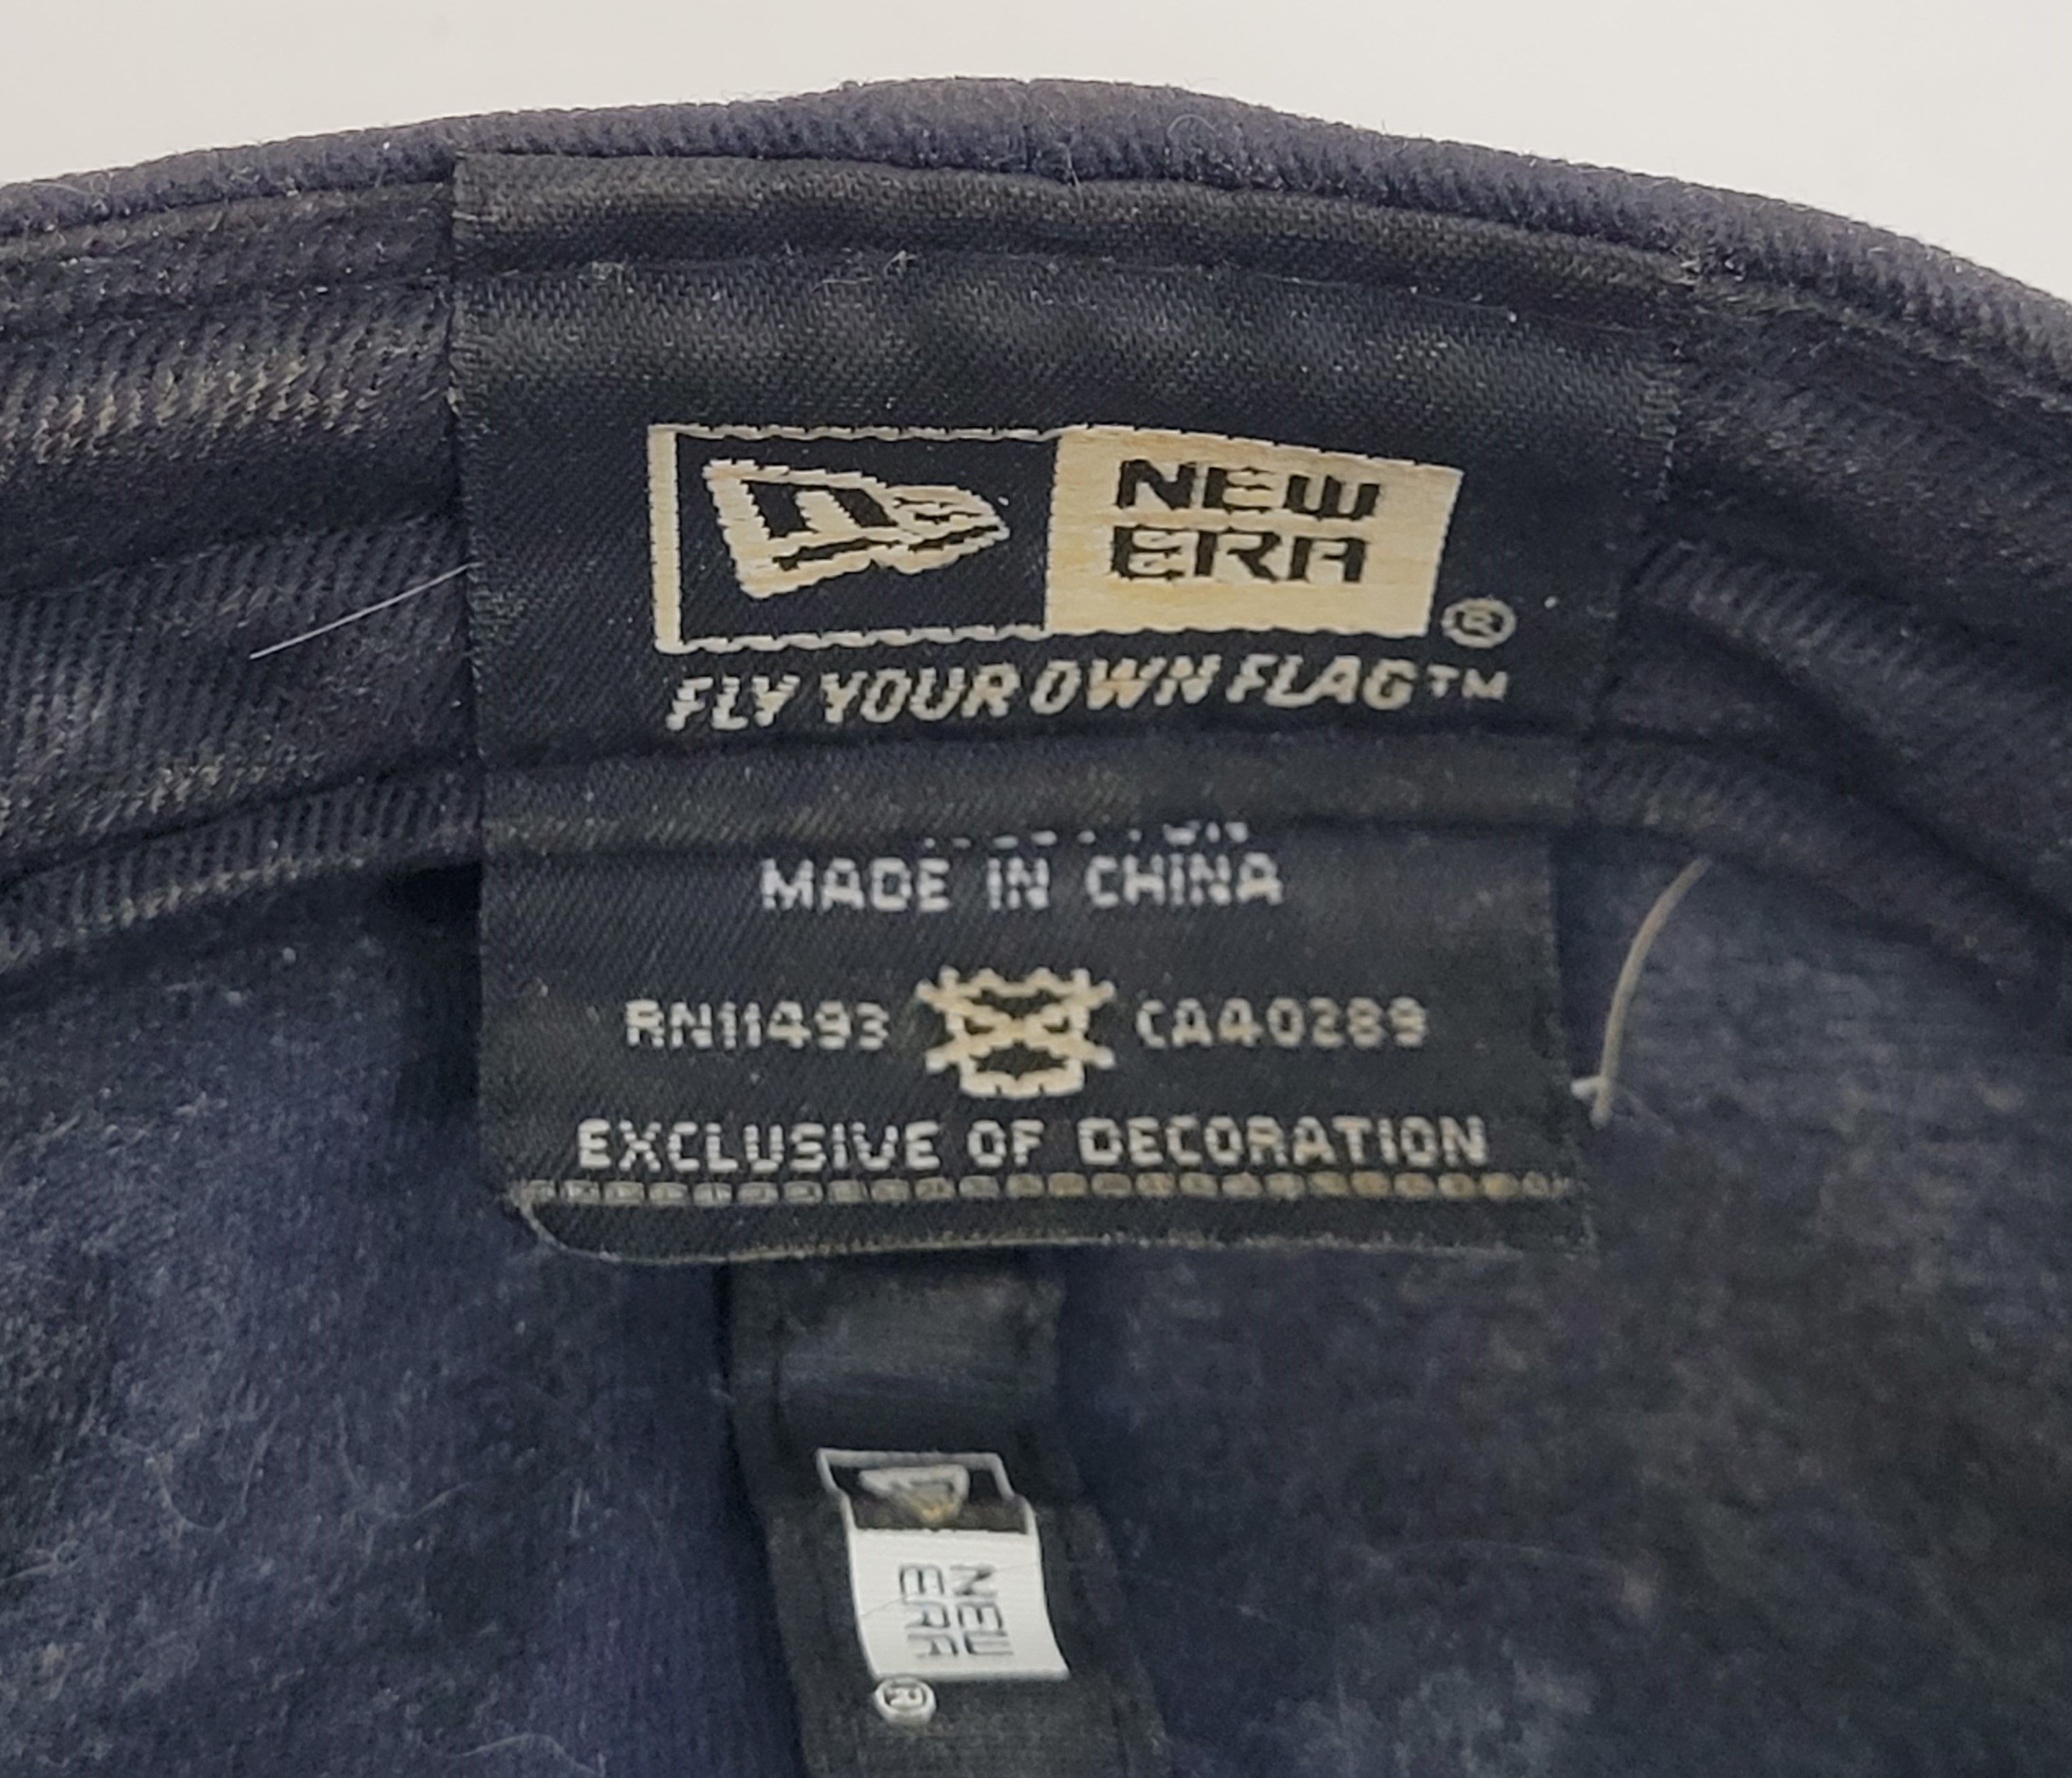 NEW
ERA
®
FLY YOUR OWN FLAG™
MADE IN CHINA
RN11493 CA40289
EXCLUSIVE OF DECORATION
NEW
ERA
®